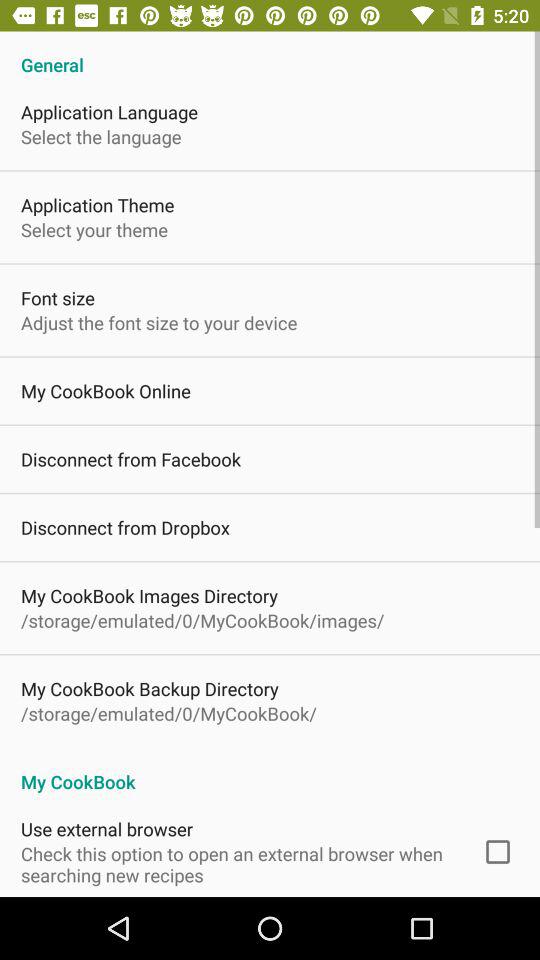 esc 5:20
General
Application Language
Select the language
Application Theme
Select your theme
Font size
Adjust the font size to your device
My CookBook Online
Disconnect from Facebook
Disconnect from Dropbox
My CookBook Images Directory
/storage/emulated/0/MyCookBook/images/
My CookBook Backup Directory
/storage/emulated/0/MyCookBook/
My CookBook
Use external browser
Check this option to open an external browser when
searching new recipes